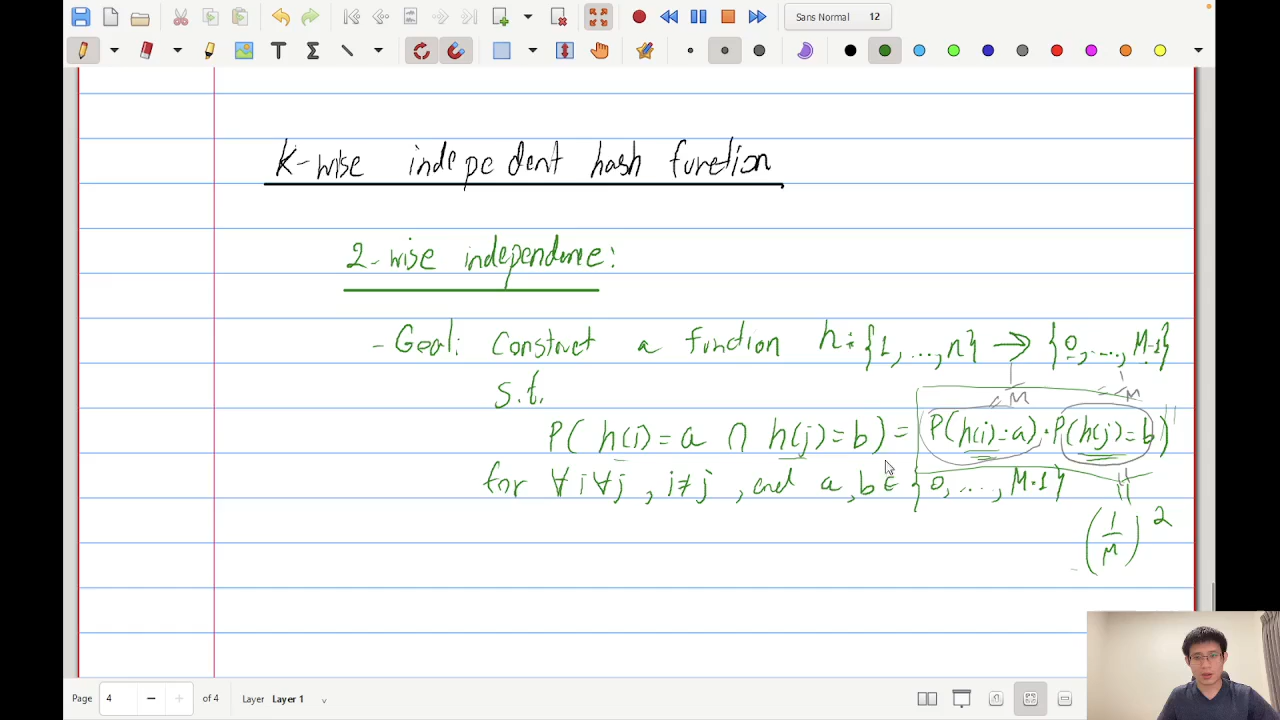 Sans Normal 12
K-wise indepedent hash function
2-wise independence:
- Goal: Construct a function h: {1, ..., n} → {0, ..., M-1}
s.t.
P( h(i) = a ∩ h(j) = b ) = P(h(i) = a) · P(h(j) = b)
for ∀i∀j, i≠j, and a, b ∈ {0, ..., M-1}
(1/M)^2
Page 4 of 4 Layer Layer 1